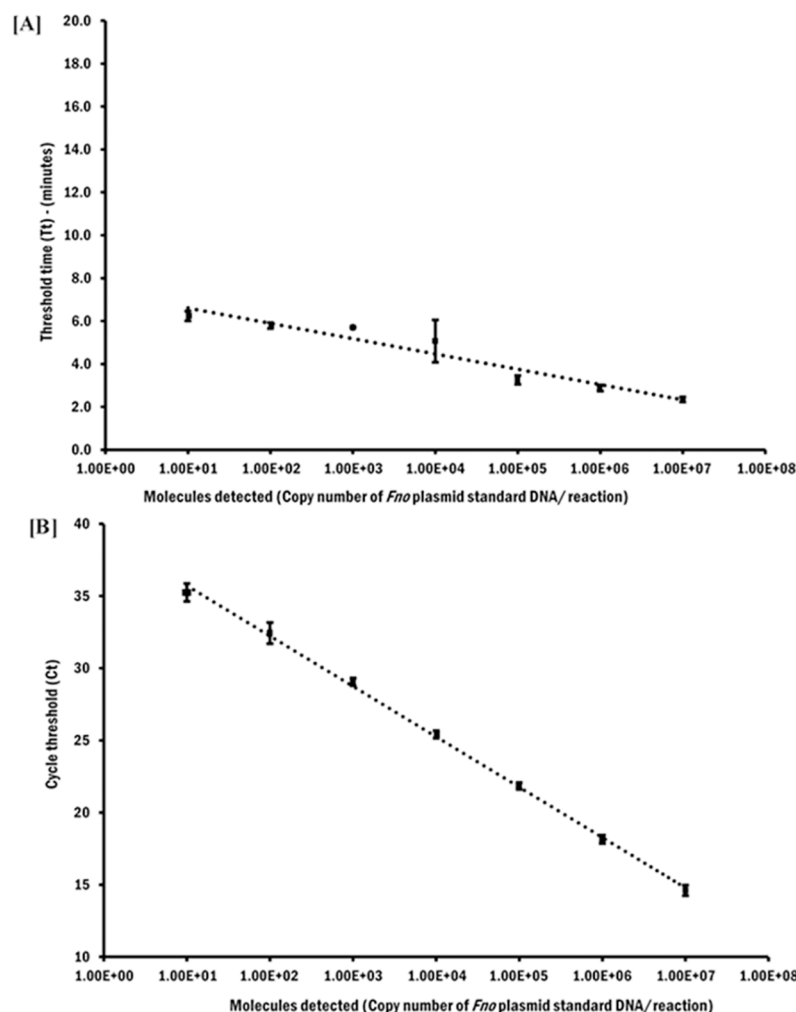 [A]
20.0
18.0
16.0
14.0
12.0
10.0
8.0
6.0
4.0
2.0
0.0
Threshold time (Tt) - (minutes)
1.00E+00 1.00E+01 1.00E+02 1.00E+03 1.00E+04 1.00E+05 1.00E+06 1.00E+07 1.00E+08
Molecules detected (Copy number of Fno plasmid standard DNA/ reaction)
[B]
40
35
30
25
20
15
10
Cycle threshold (Ct)
1.00E+00 1.00E+01 1.00E+02 1.00E+03 1.00E+04 1.00E+05 1.00E+06 1.00E+07 1.00E+08
Molecules detected (Copy number of Fno plasmid standard DNA/ reaction)